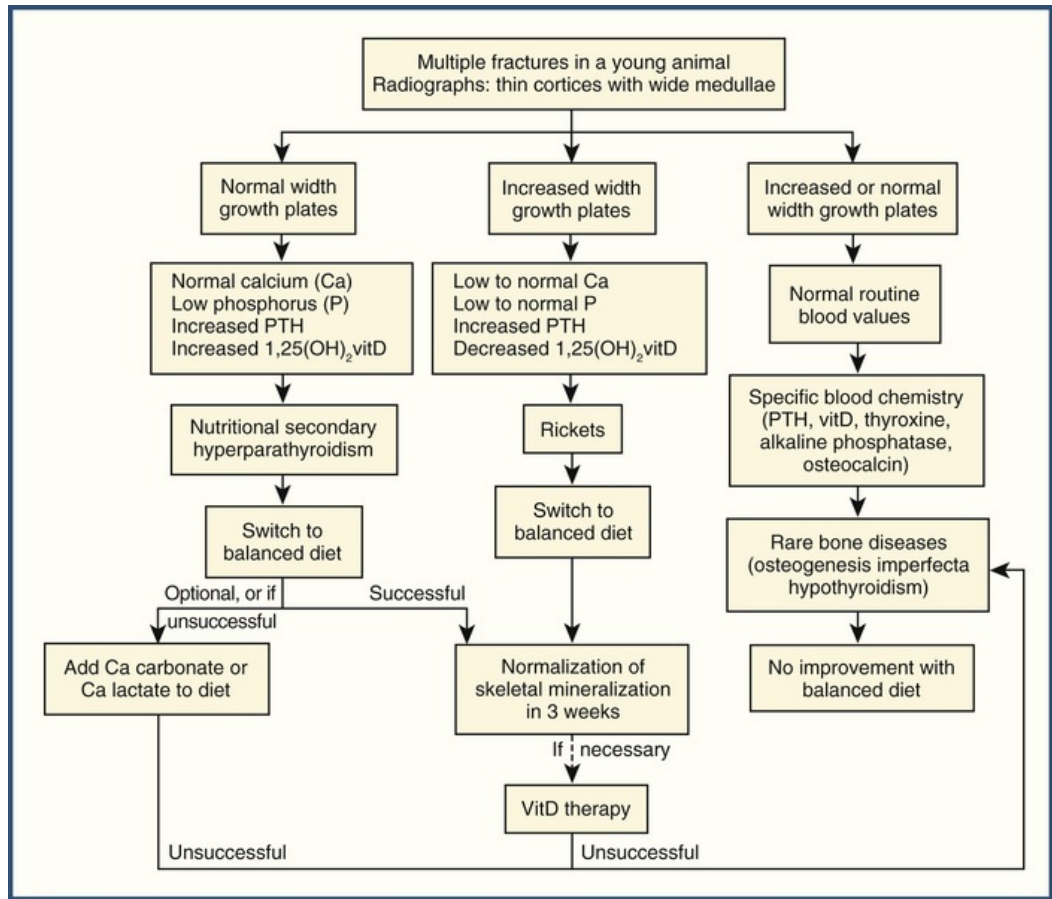 Multiple fractures in a young animal
Radiographs: thin cortices with wide medullae
Normal width
growth plates
Normal calcium (Ca)
Low phosphorus (P)
Increased PTH
Increased 1,25(OH)₂vitD
Nutritional secondary
hyperparathyroidism
Switch to
balanced diet
Optional, or if
unsuccessful
Successful
Add Ca carbonate or
Ca lactate to diet
Unsuccessful
Increased width
growth plates
Low to normal Ca
Low to normal P
Increased PTH
Decreased 1,25(OH)₂vitD
Rickets
Switch to
balanced diet
Normalization of
skeletal mineralization
in 3 weeks
If necessary
VitD therapy
Unsuccessful
Increased or normal
width growth plates
Normal routine
blood values
Specific blood chemistry
(PTH, vitD, thyroxine,
alkaline phosphatase,
osteocalcin)
Rare bone diseases
(osteogenesis imperfecta
hypothyroidism)
No improvement with
balanced diet